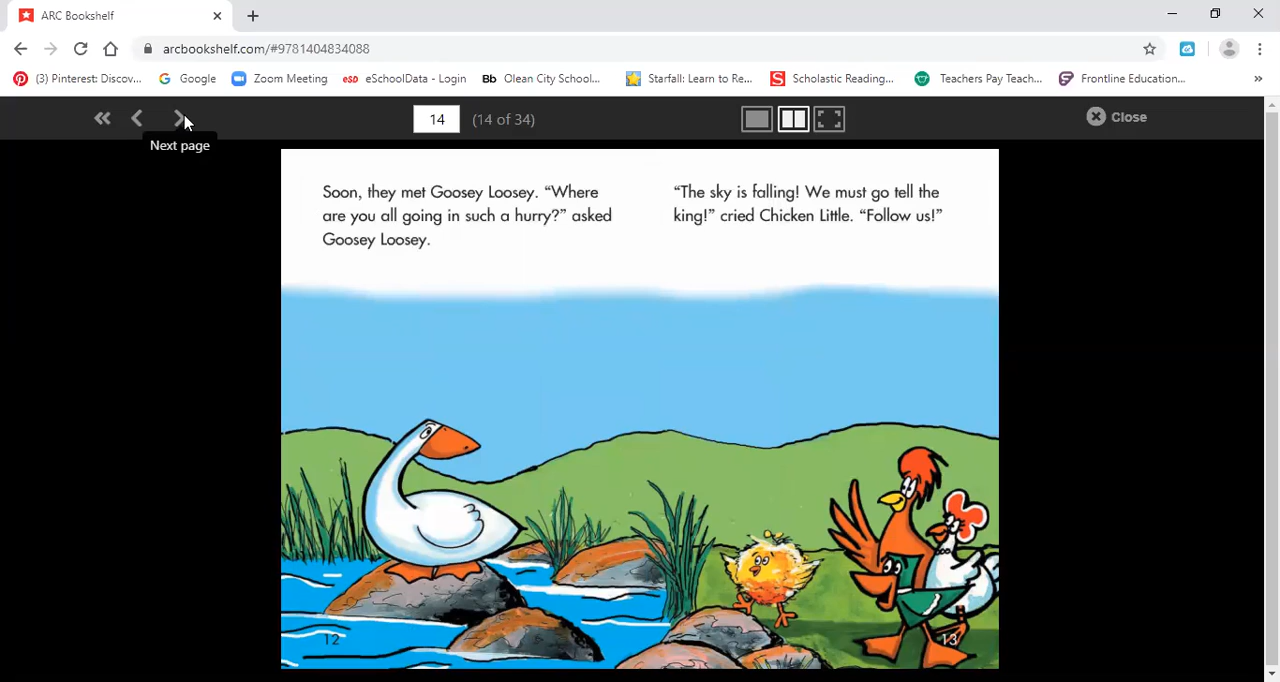 ARC Bookshelf
arcbookshelf.com/#9781404834088
(3) Pinterest: Discov...
Google
Zoom Meeting
esd eSchoolData - Login
Bb Olean City School...
Starfall: Learn to Re...
S Scholastic Reading...
Teachers Pay Teach...
Frontline Education...
»
14 (14 of 34)
Close
Next page
Soon, they met Goosey Loosey. “Where
are you all going in such a hurry?” asked
Goosey Loosey.
“The sky is falling! We must go tell the
king!” cried Chicken Little. “Follow us!”
12
13